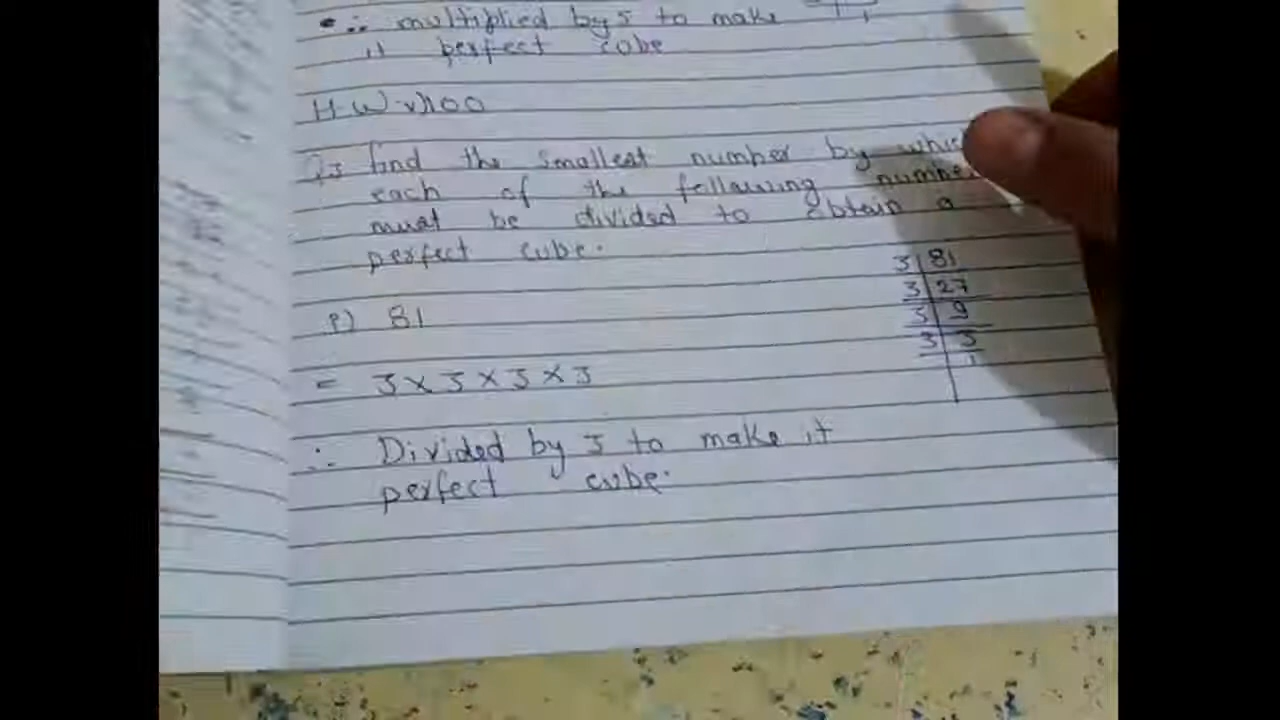 ∴ multiplied by 5 to make
it perfect cube
H.W v) 100
Q3 find the smallest number by
each of the following number
must be divided to obtain a
perfect cube.
3 | 81
3 | 27
3 | 9
3 | 3
1
i) 81
= 3 × 3 × 3 × 3
∴ Divided by 3 to make it
perfect cube.